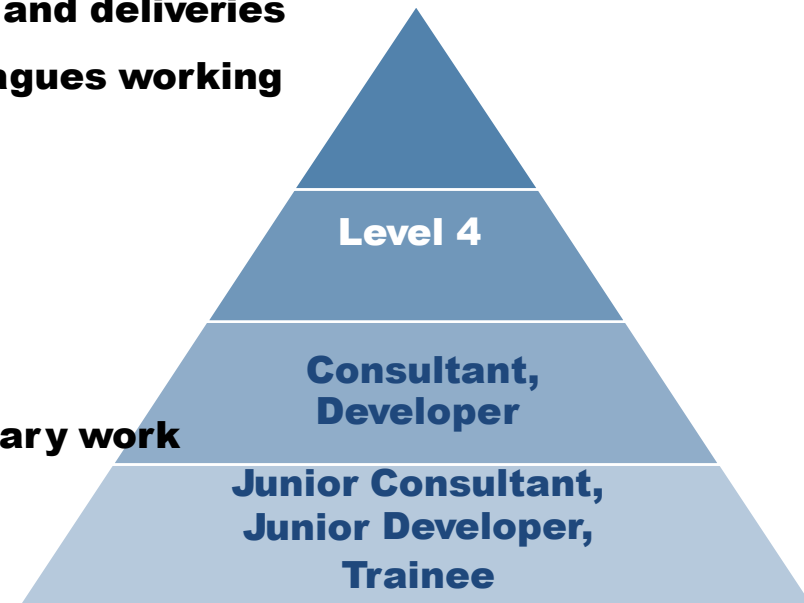 and deliveries
agues working
Level 4
Consultant,
Developer
ary work
Junior Consultant,
Junior Developer,
Trainee